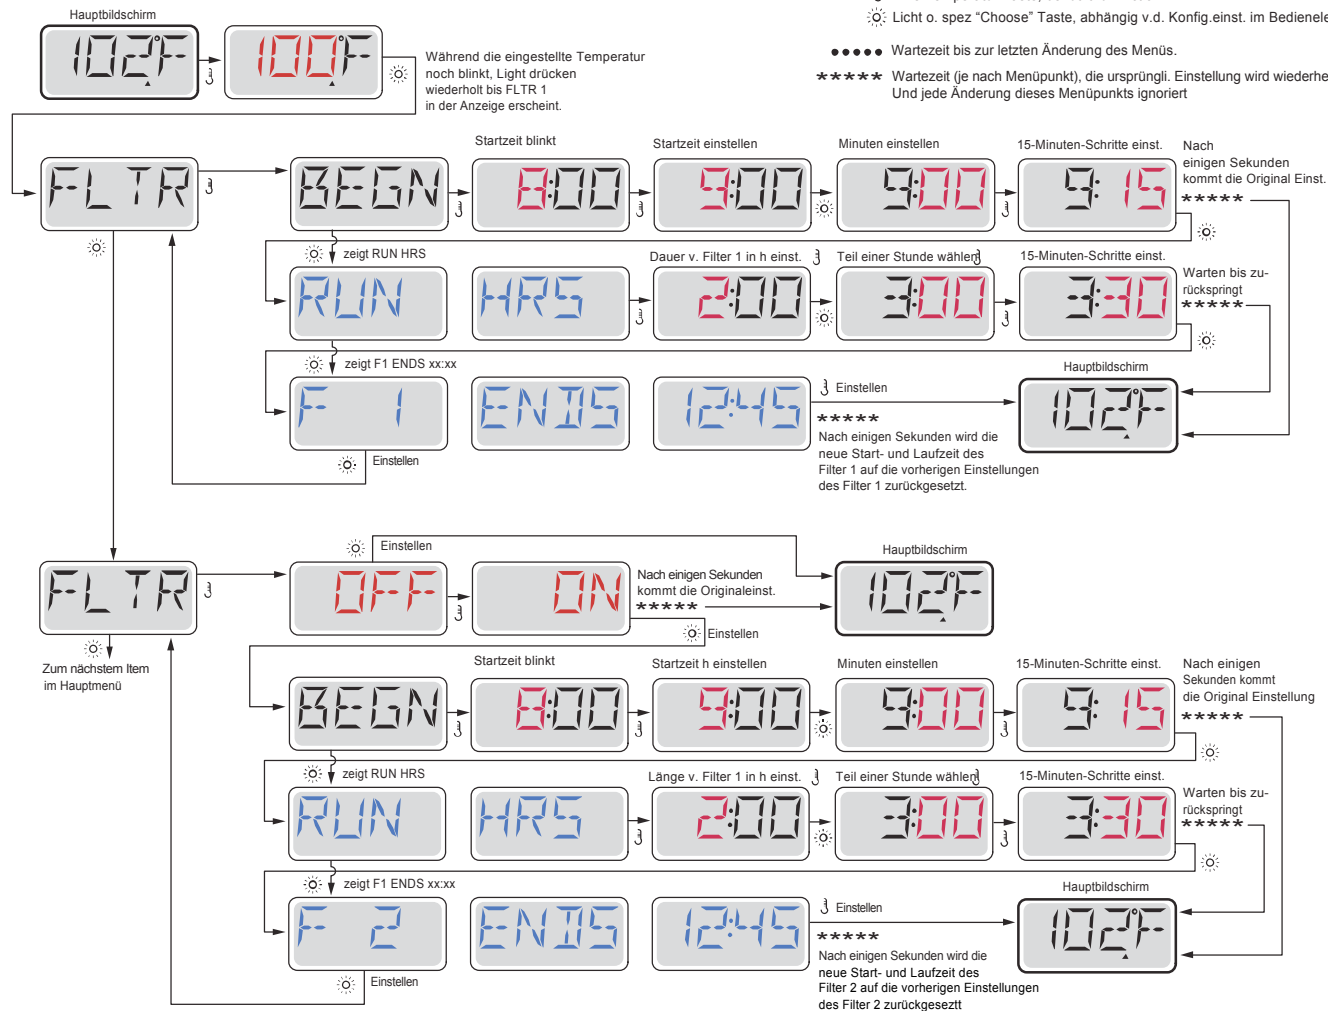 Hauptbildschirm
102°F
100°F
Während die eingestellte Temperatur
noch blinkt, Light drücken
wiederholt bis FLTR 1
in der Anzeige erscheint.
Licht o. spez “Choose” Taste, abhängig v.d. Konfig.einst. im Bedienele
••••• Wartezeit bis zur letzten Änderung des Menüs.
***** Wartezeit (je nach Menüpunkt), die ursprüngli. Einstellung wird wiederhe
Und jede Änderung dieses Menüpunkts ignoriert
Startzeit blinkt
Startzeit einstellen
Minuten einstellen
15-Minuten-Schritte einst.
Nach
einigen Sekunden
kommt die Original Einst.
*****
FLTR
BEGN
8:00
9:00
9:00
9:15
zeigt RUN HRS
Dauer v. Filter 1 in h einst.
Teil einer Stunde wählen
15-Minuten-Schritte einst.
Warten bis zu-
rückspringt
*****
RUN
HRS
2:00
3:00
3:30
zeigt F1 ENDS xx:xx
F 1
ENDS
12:45
Einstellen
*****
Nach einigen Sekunden wird die
neue Start- und Laufzeit des
Filter 1 auf die vorherigen Einstellungen
des Filter 1 zurückgesetzt.
Hauptbildschirm
102°F
Einstellen
FLTR
Einstellen
OFF
ON
Nach einigen Sekunden
kommt die Originaleinst.
*****
Einstellen
Hauptbildschirm
102°F
Zum nächstem Item
im Hauptmenü
Startzeit blinkt
Startzeit h einstellen
Minuten einstellen
15-Minuten-Schritte einst.
Nach einigen
Sekunden kommt
die Original Einstellung
*****
BEGN
8:00
9:00
9:00
9:15
zeigt RUN HRS
Länge v. Filter 1 in h einst.
Teil einer Stunde wählen
15-Minuten-Schritte einst.
Warten bis zu-
rückspringt
*****
RUN
HRS
2:00
3:00
3:30
zeigt F1 ENDS xx:xx
F 2
ENDS
12:45
Einstellen
*****
Nach einigen Sekunden wird die
neue Start- und Laufzeit des
Filter 2 auf die vorherigen Einstellungen
des Filter 2 zurückgeseztt
Hauptbildschirm
102°F
Einstellen